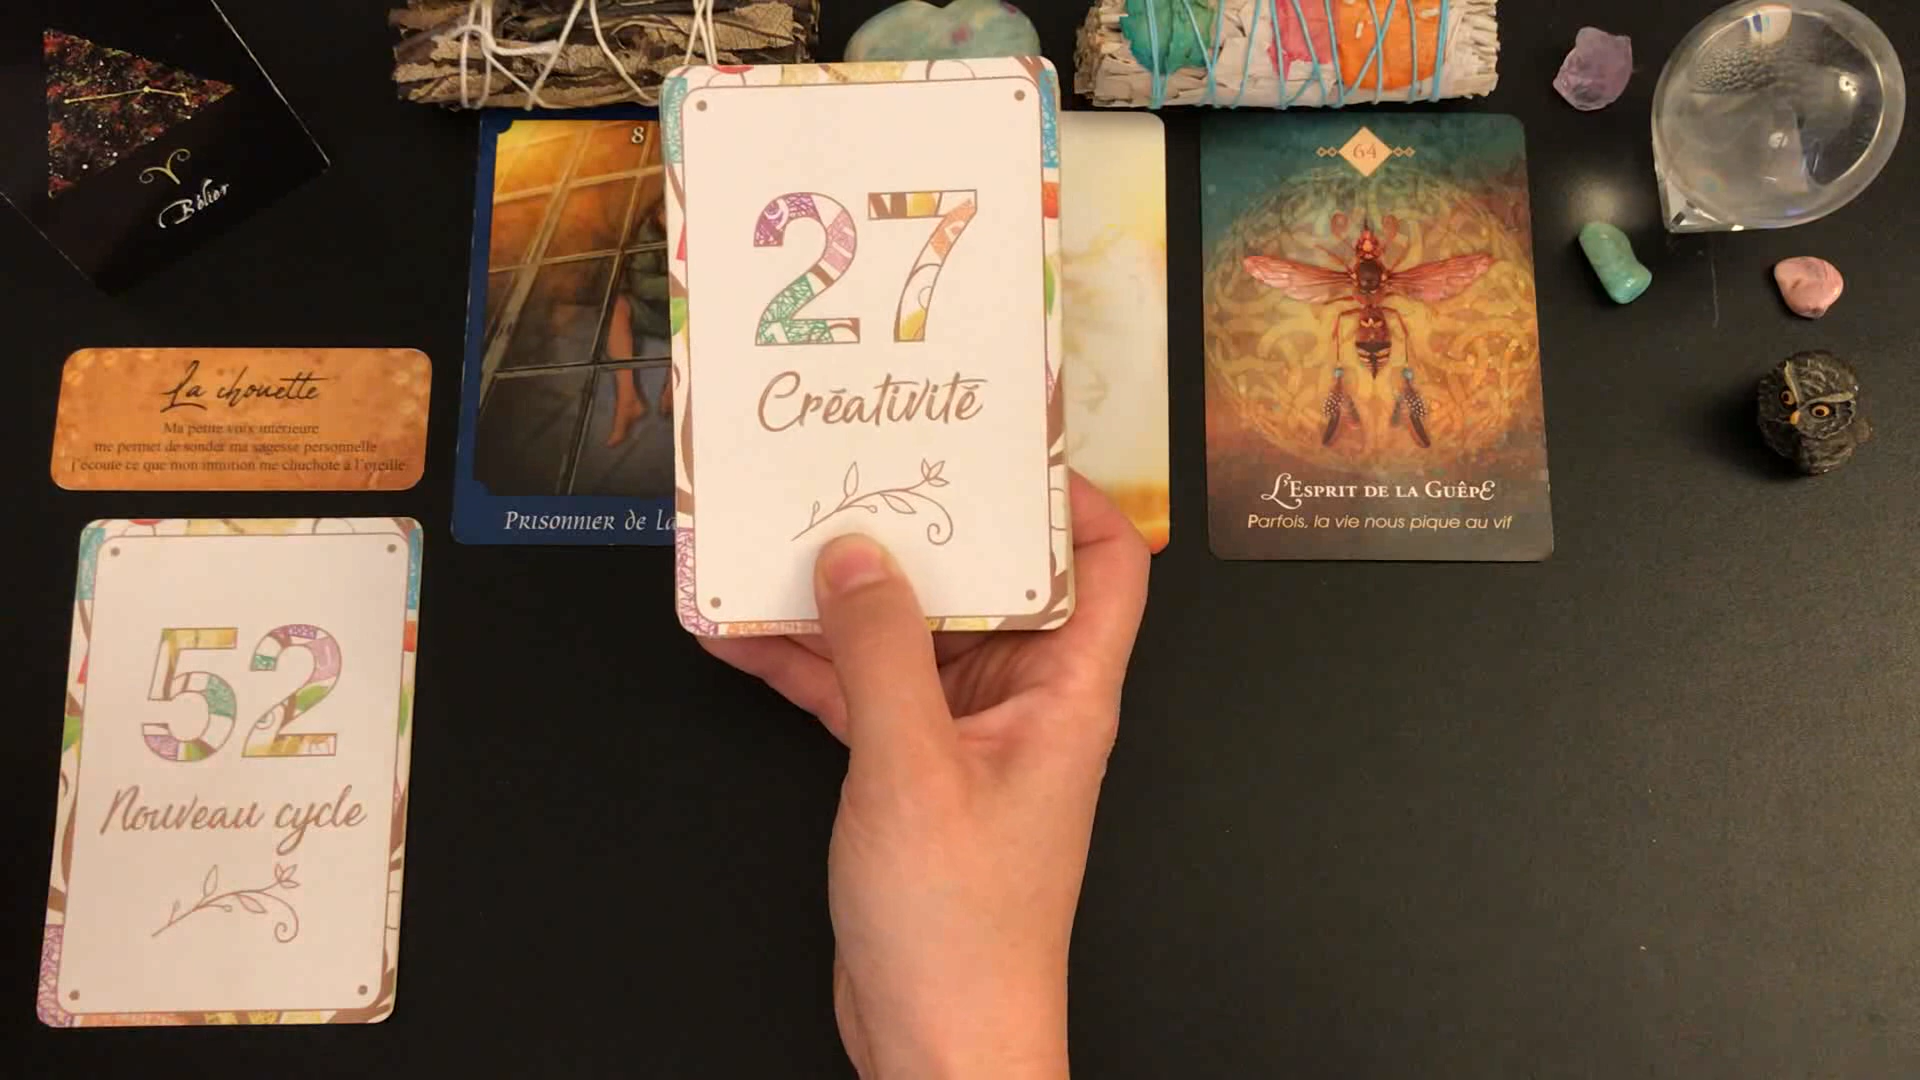 Bélier
La chouette
Ma petite voix intérieure
me permet de sonder ma sagesse personnelle
j'écoute ce que mon intuition me chuchote à l'oreille
52
Nouveau cycle
8
Prisonnier de la
27
Créativité
64
L'Esprit de la Guêpe
Parfois, la vie nous pique au vif